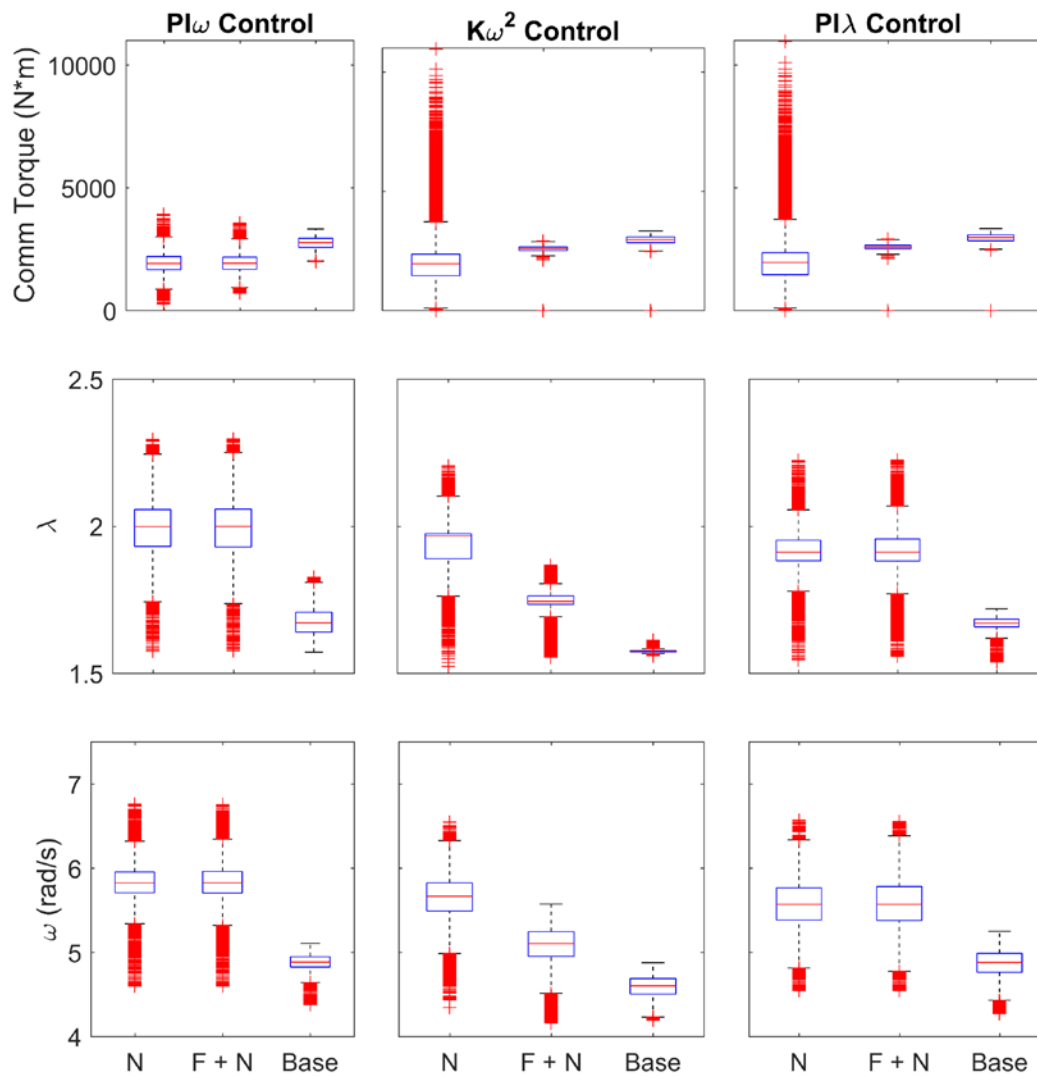 PIω Control
Kω² Control
PIλ Control
Comm Torque (N*m)
10000
5000
0
λ
2.5
2
1.5
ω (rad/s)
7
6
5
4
N
F + N
Base
N
F + N
Base
N
F + N
Base